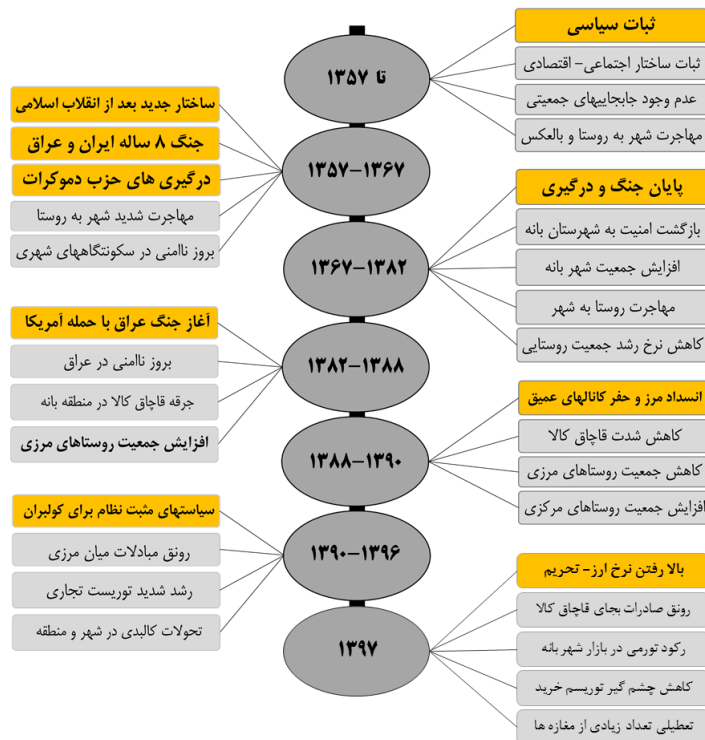 تا ۱۳۵۷
ثبات سیاسی
ثبات ساختار اجتماعی- اقتصادی
عدم وجود جابجاییهای جمعیتی
مهاجرت شهر به روستا و بالعکس
۱۳۵۷-۱۳۶۷
ساختار جدید بعد از انقلاب اسلامی
جنگ ۸ ساله ایران و عراق
درگیری های حزب دموکرات
مهاجرت شدید شهر به روستا
بروز ناامنی در سکونتگاههای شهری
۱۳۶۷-۱۳۸۲
پایان جنگ و درگیری
بازگشت امنیت به شهرستان بانه
افزایش جمعیت شهر بانه
مهاجرت روستا به شهر
کاهش نرخ رشد جمعیت روستایی
۱۳۸۲-۱۳۸۸
آغاز جنگ عراق با حمله آمریکا
بروز ناامنی در عراق
جرقه قاچاق کالا در منطقه بانه
افزایش جمعیت روستاهای مرزی
۱۳۸۸-۱۳۹۰
انسداد مرز و حفر کانالهای عمیق
کاهش شدت قاچاق کالا
کاهش جمعیت روستاهای مرزی
افزایش جمعیت روستاهای مرکزی
۱۳۹۰-۱۳۹۶
سیاستهای مثبت نظام برای کولبران
رونق مبادلات میان مرزی
رشد شدید توریست تجاری
تحولات کالبدی در شهر و منطقه
۱۳۹۷
بالا رفتن نرخ ارز- تحریم
رونق صادرات بجای قاچاق کالا
رکود تورمی در بازار شهر بانه
کاهش چشم گیر توریسم خرید
تعطیلی تعداد زیادی از مغازه ها